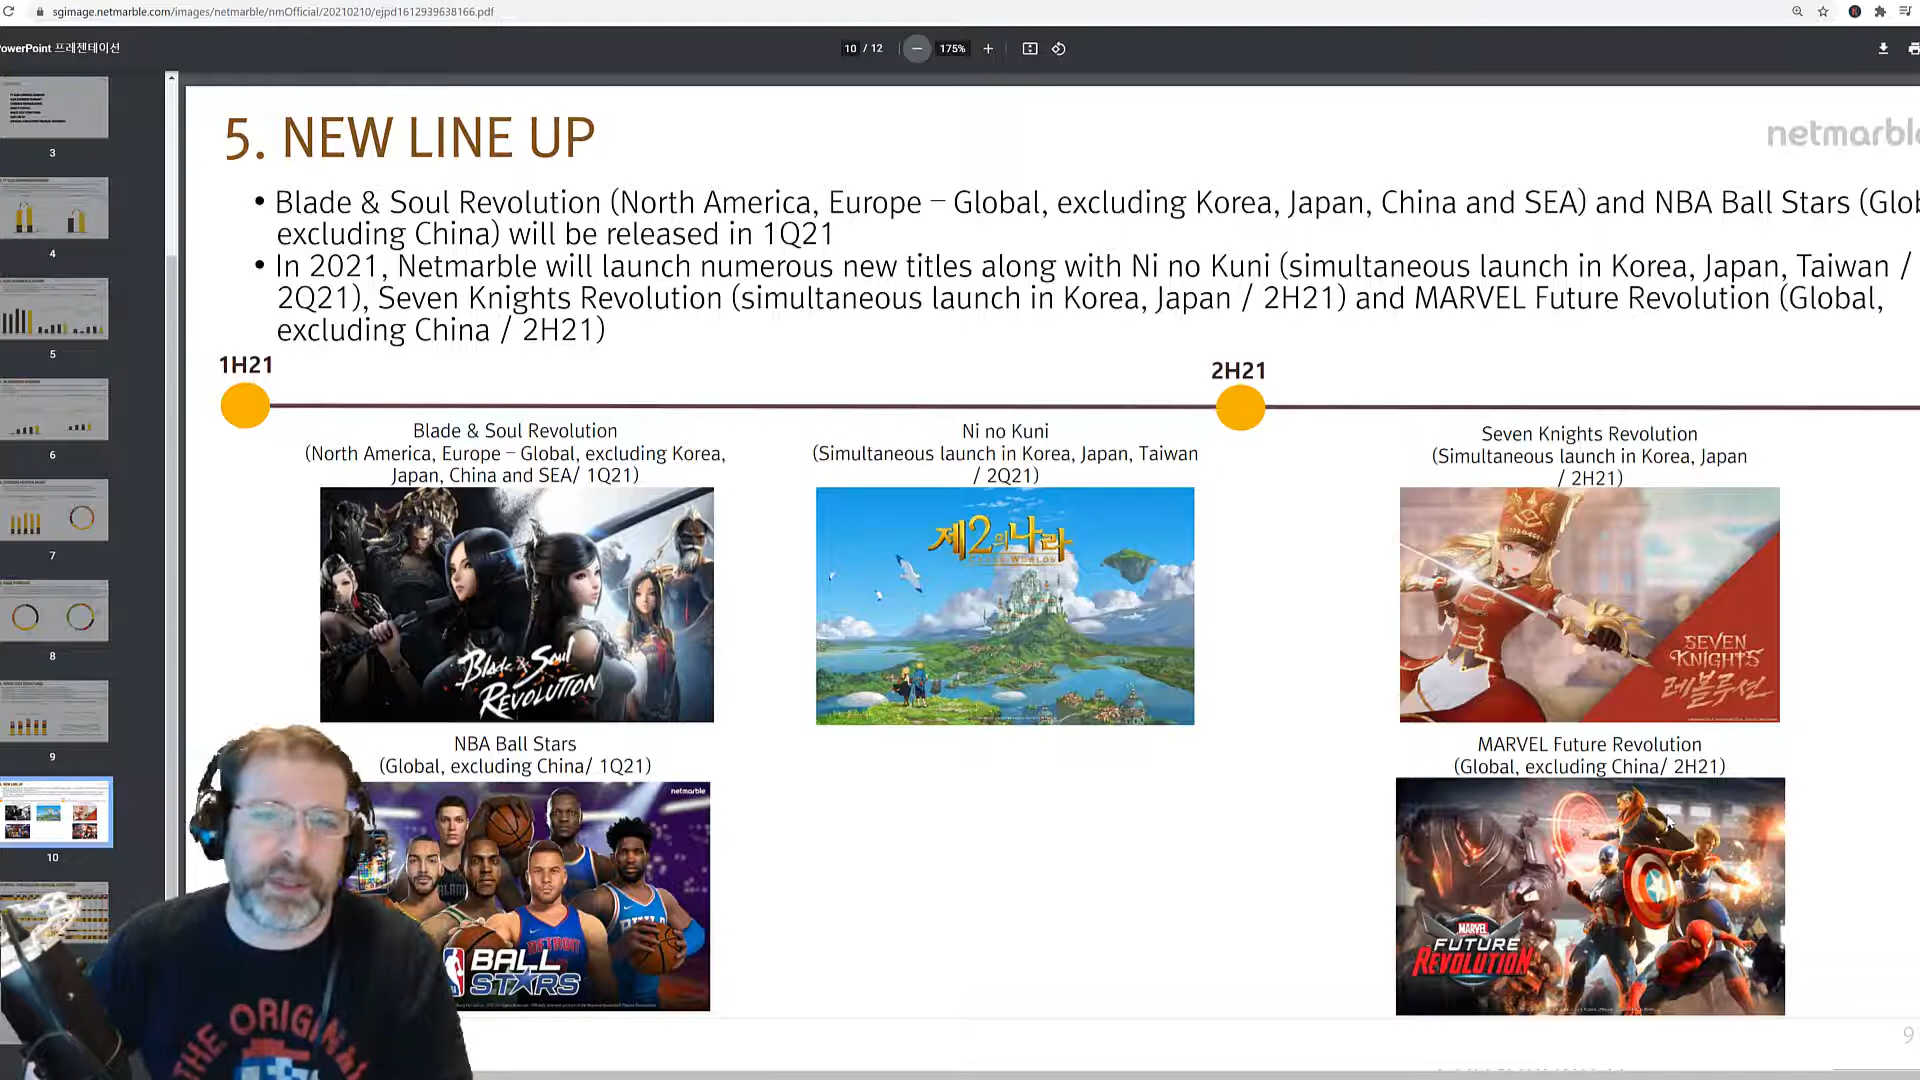 sgimage.netmarble.com/images/netmarble/nmOfficial/20210210/ejpd1612939638166.pdf
PowerPoint 프레젠테이션
10 / 12
175%
5. NEW LINE UP
netmarble
• Blade & Soul Revolution (North America, Europe – Global, excluding Korea, Japan, China and SEA) and NBA Ball Stars (Glob
excluding China) will be released in 1Q21
• In 2021, Netmarble will launch numerous new titles along with Ni no Kuni (simultaneous launch in Korea, Japan, Taiwan /
2Q21), Seven Knights Revolution (simultaneous launch in Korea, Japan / 2H21) and MARVEL Future Revolution (Global,
excluding China / 2H21)
1H21
2H21
Blade & Soul Revolution
(North America, Europe – Global, excluding Korea,
Japan, China and SEA/ 1Q21)
Blade & Soul
REVOLUTION
Ni no Kuni
(Simultaneous launch in Korea, Japan, Taiwan
/ 2Q21)
제2의나라
Seven Knights Revolution
(Simultaneous launch in Korea, Japan
/ 2H21)
SEVEN
KNIGHTS
레볼루션
NBA Ball Stars
(Global, excluding China/ 1Q21)
netmarble
DETROIT
NBA
BALL
STARS
MARVEL Future Revolution
(Global, excluding China/ 2H21)
MARVEL
FUTURE
REVOLUTION
9
3
4
5
6
7
8
9
10
THE ORIGINAL